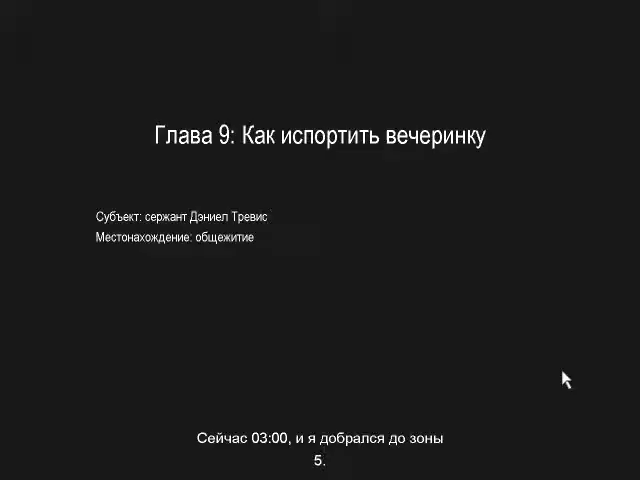 Глава 9: Как испортить вечеринку
Субъект: сержант Дэниел Тревис
Местонахождение: общежитие
Сейчас 03:00, и я добрался до зоны
5.